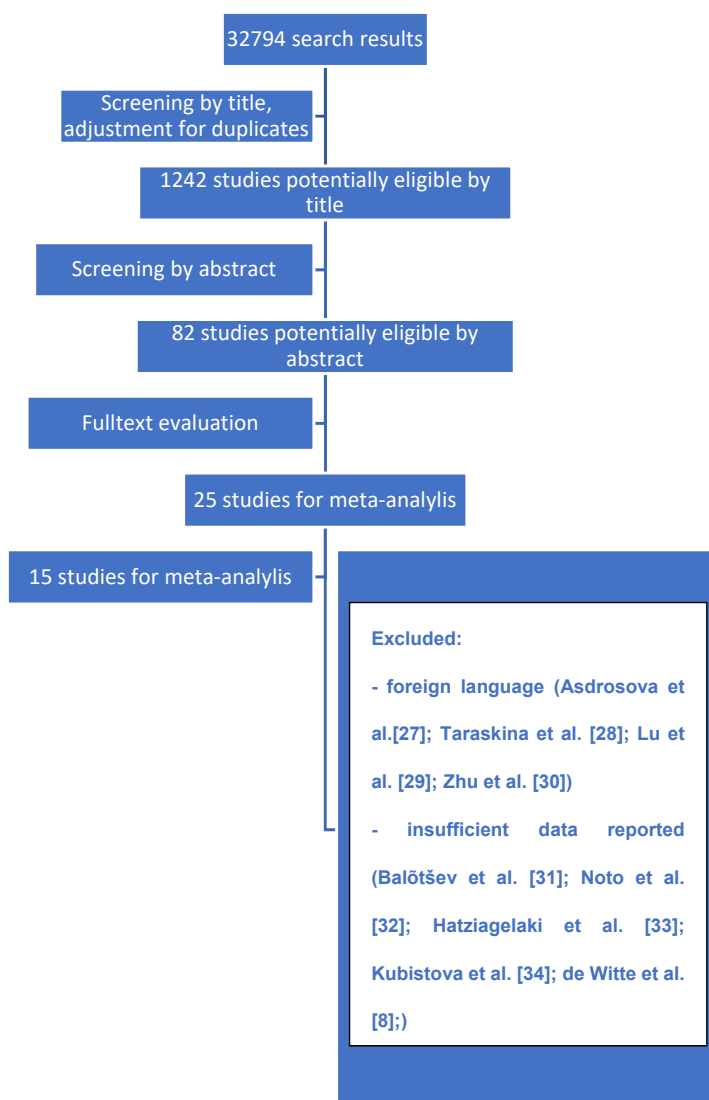 32794 search results
Screening by title,
adjustment for duplicates
1242 studies potentially eligible by
title
Screening by abstract
82 studies potentially eligible by
abstract
Fulltext evaluation
25 studies for meta-analylis
15 studies for meta-analylis
Excluded:
- foreign language (Asdrosova et
al.[27]; Taraskina et al. [28]; Lu et
al. [29]; Zhu et al. [30])
- insufficient data reported
(Balõtšev et al. [31]; Noto et al.
[32]; Hatziagelaki et al. [33];
Kubistova et al. [34]; de Witte et al.
[8];)